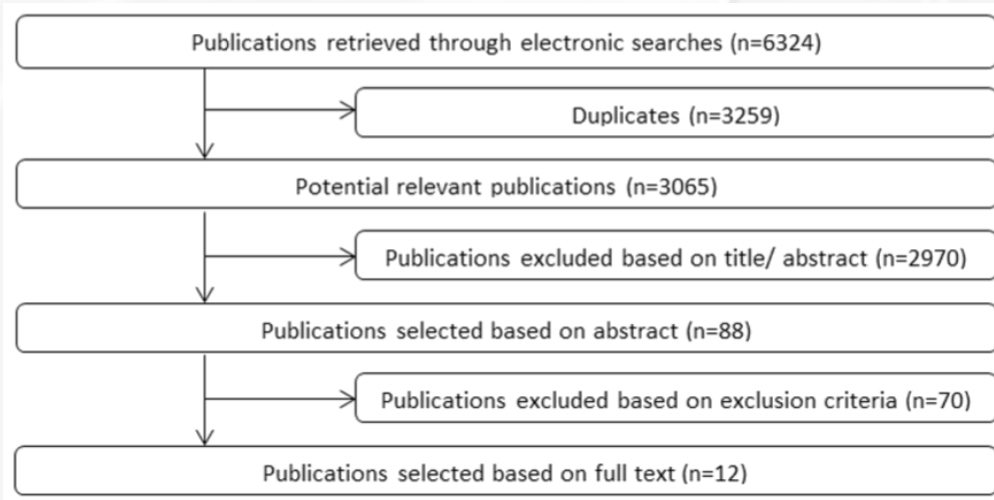 Publications retrieved through electronic searches (n=6324)
Duplicates (n=3259)
Potential relevant publications (n=3065)
Publications excluded based on title/ abstract (n=2970)
Publications selected based on abstract (n=88)
Publications excluded based on exclusion criteria (n=70)
Publications selected based on full text (n=12)